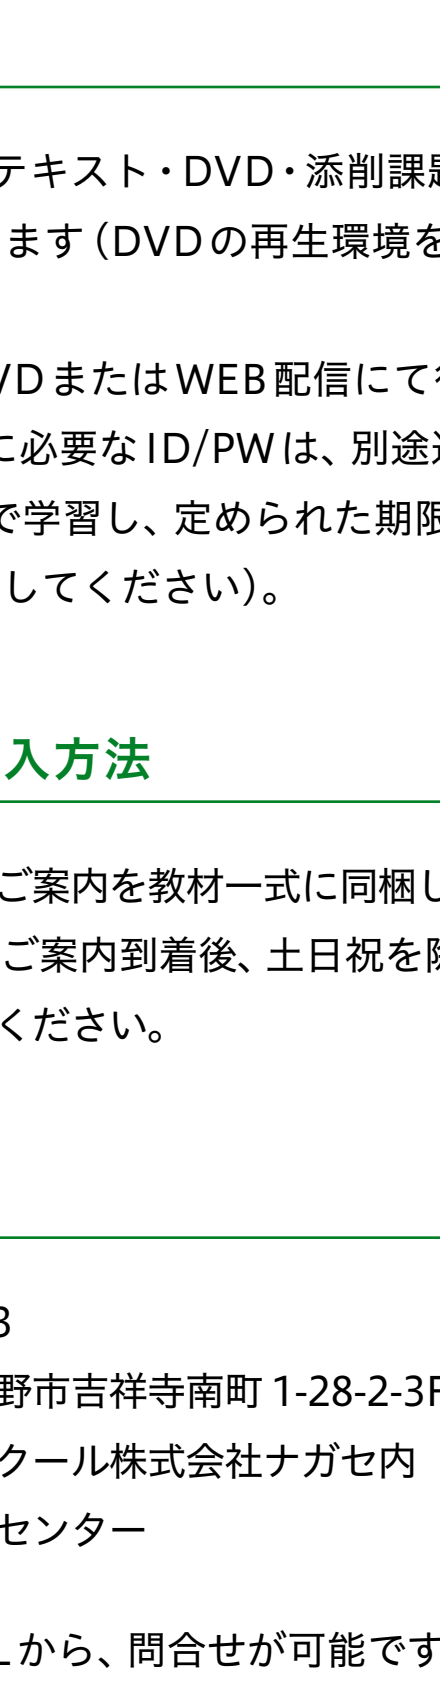 テキスト・DVD・添削課題
ます（DVDの再生環境を
VDまたはWEB配信にて
に必要なID/PWは、別途
で学習し、定められた期限
してください）。
入方法
ご案内を教材一式に同梱し
ご案内到着後、土日祝を除
ください。
3
野市吉祥寺南町 1-28-2-3F
クール株式会社ナガセ内
センター
から、問合せが可能です